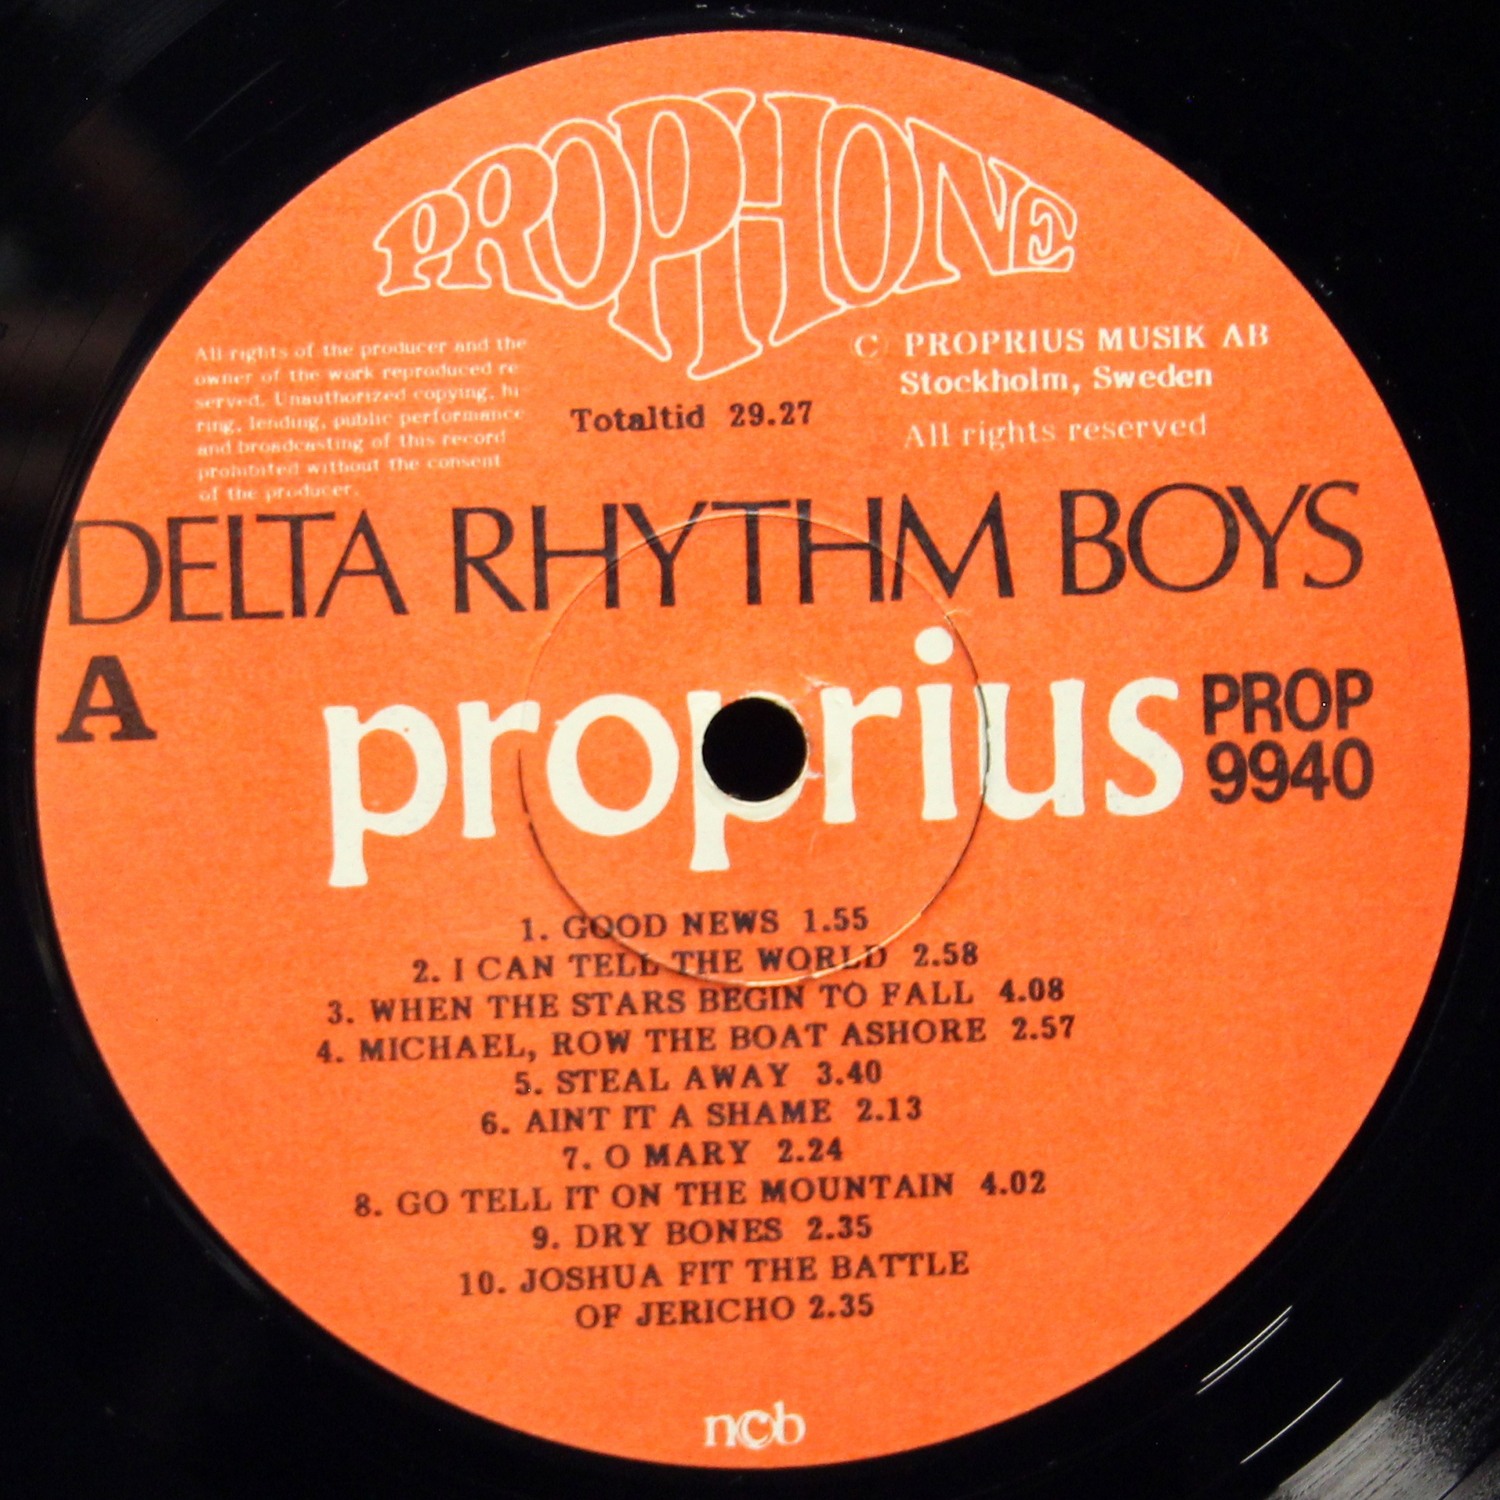 PROPHONE
All rights of the producer and the
owner of the work reproduced re
served. Unauthorized copying, hi
ring, lending, public performance
and broadcasting of this record
prohibited without the consent
of the producer.
Totaltid 29.27
© PROPRIUS MUSIK AB
Stockholm, Sweden
All rights reserved
DELTA RHYTHM BOYS
A
proprius
PROP
9940
1. GOOD NEWS 1.55
2. I CAN TELL THE WORLD 2.58
3. WHEN THE STARS BEGIN TO FALL 4.08
4. MICHAEL, ROW THE BOAT ASHORE 2.57
5. STEAL AWAY 3.40
6. AINT IT A SHAME 2.13
7. O MARY 2.24
8. GO TELL IT ON THE MOUNTAIN 4.02
9. DRY BONES 2.35
10. JOSHUA FIT THE BATTLE
OF JERICHO 2.35
ncb